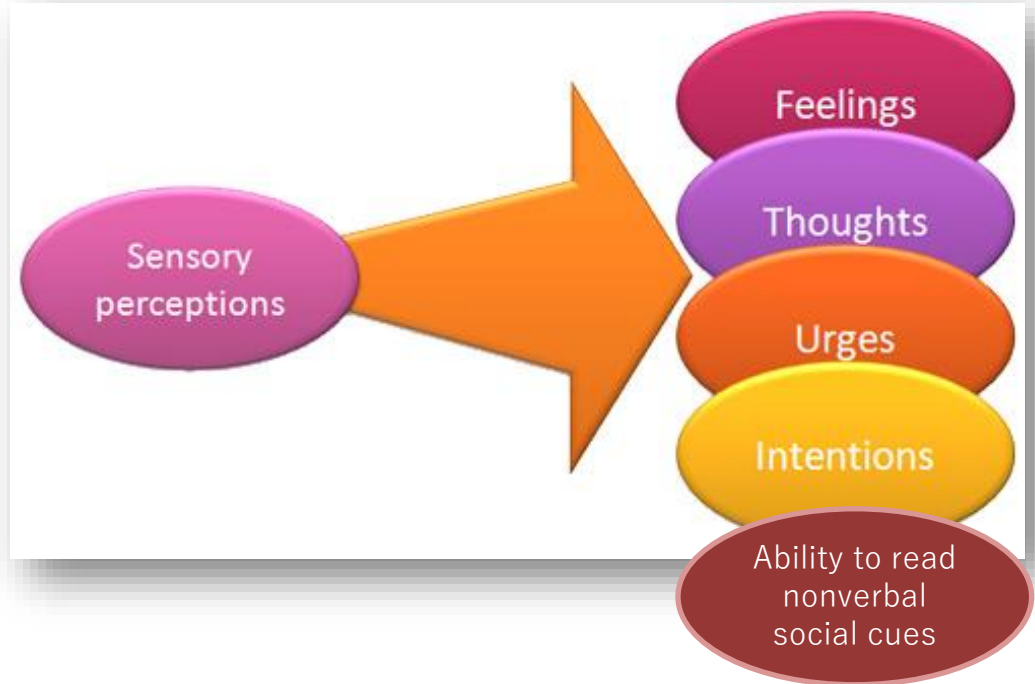 Sensory
perceptions
Feelings
Thoughts
Urges
Intentions
Ability to read
nonverbal
social cues